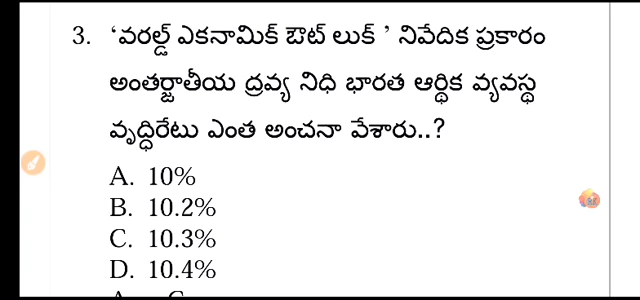 3. ‘వరల్డ్ ఎకనామిక్ ఔట్ లుక్ ’ నివేదిక ప్రకారం
అంతర్జాతీయ ద్రవ్య నిధి భారత ఆర్థిక వ్యవస్థ
వృద్ధిరేటు ఎంత అంచనా వేశారు..?
A. 10%
B. 10.2%
C. 10.3%
D. 10.4%